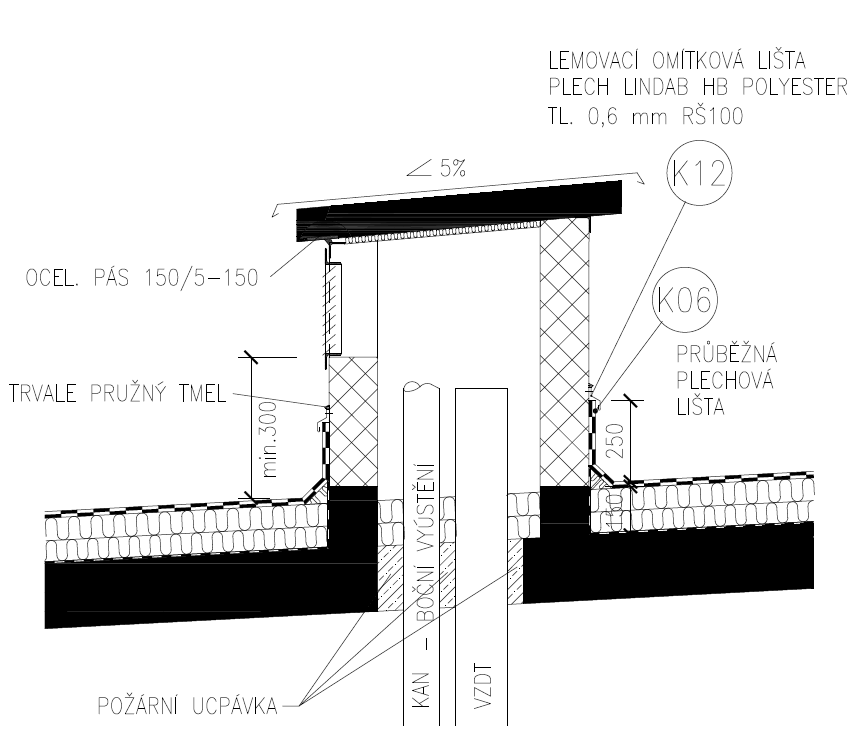 LEMOVACÍ OMÍTKOVÁ LIŠTA
PLECH LINDAB HB POLYESTER
TL. 0,6 mm RŠ100
5%
K12
OCEL. PÁS 150/5-150
K06
PRŮBĚŽNÁ
PLECHOVÁ
LIŠTA
TRVALE PRUŽNÝ TMEL
min.300
250
150
KAN - BOČNÍ VYÚSTĚNÍ
VZDT
POŽÁRNÍ UCPÁVKA